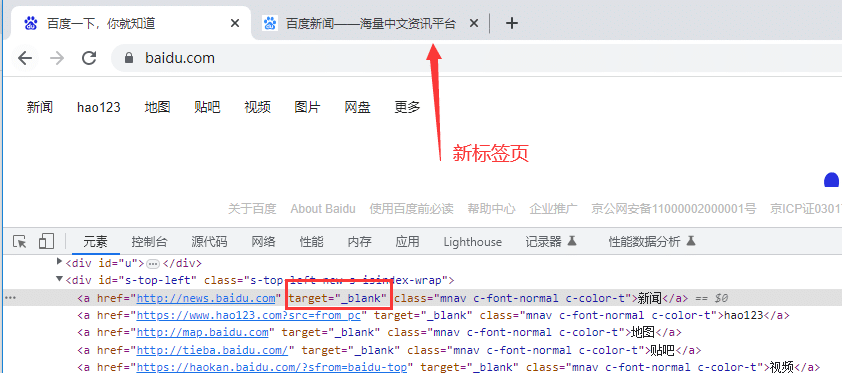 百度一下，你就知道 百度新闻——海量中文资讯平台
baidu.com
新闻 hao123 地图 贴吧 视频 图片 网盘 更多
新标签页
关于百度 About Baidu 使用百度前必读 帮助中心 企业推广 京公网安备11000002000001号 京ICP证0301
元素 控制台 源代码 网络 性能 内存 应用 Lighthouse 记录器 性能数据分析
<div id="u"> … </div>
<div id="s-top-left" class="s-top-left-new s-isindex-wrap">
… <a href="http://news.baidu.com" target="_blank" class="mnav c-font-normal c-color-t">新闻</a> == $0
<a href="https://www.hao123.com?src=from_pc" target="_blank" class="mnav c-font-normal c-color-t">hao123</a>
<a href="http://map.baidu.com" target="_blank" class="mnav c-font-normal c-color-t">地图</a>
<a href="http://tieba.baidu.com/" target="_blank" class="mnav c-font-normal c-color-t">贴吧</a>
<a href="https://haokan.baidu.com/?sfrom=baidu-top" target="_blank" class="mnav c-font-normal c-color-t">视频</a>